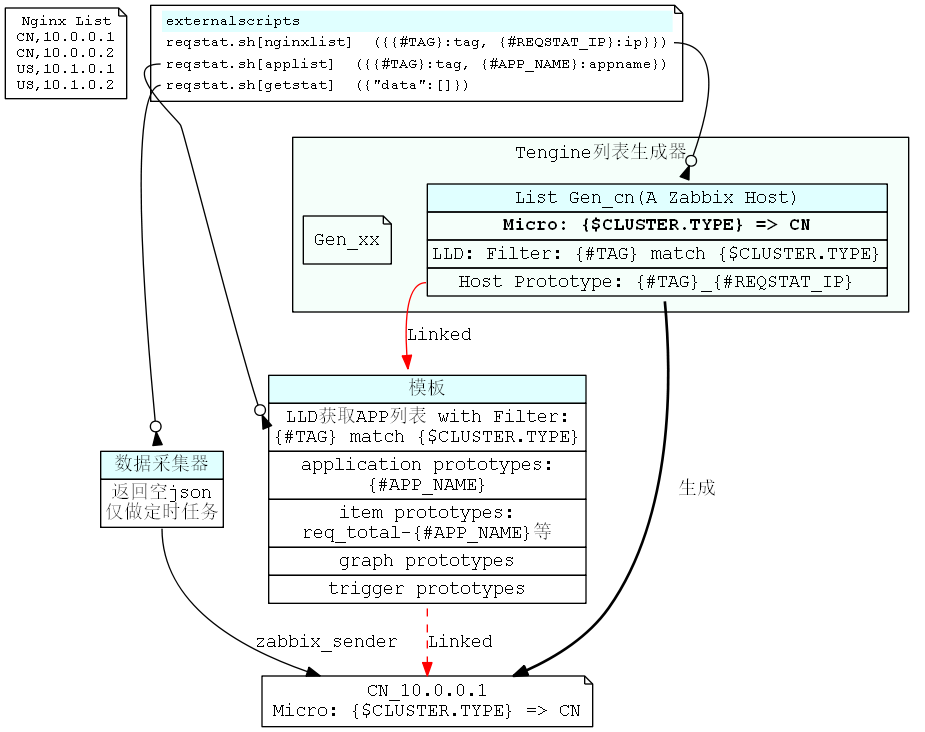 Nginx List
CN,10.0.0.1
CN,10.0.0.2
US,10.1.0.1
US,10.1.0.2
externalscripts
reqstat.sh[nginxlist] ({{#TAG}:tag, {#REQSTAT_IP}:ip}})
reqstat.sh[applist] ({{#TAG}:tag, {#APP_NAME}:appname})
reqstat.sh[getstat] ({"data":[]})
Tengine列表生成器
Gen_xx
List Gen_cn(A Zabbix Host)
Micro: {$CLUSTER.TYPE} => CN
LLD: Filter: {#TAG} match {$CLUSTER.TYPE}
Host Prototype: {#TAG}_{#REQSTAT_IP}
Linked
模板
LLD获取APP列表 with Filter:
{#TAG} match {$CLUSTER.TYPE}
application prototypes:
{#APP_NAME}
item prototypes:
req_total-{#APP_NAME}等
graph prototypes
trigger prototypes
数据采集器
返回空json
仅做定时任务
生成
zabbix_sender
Linked
CN_10.0.0.1
Micro: {$CLUSTER.TYPE} => CN